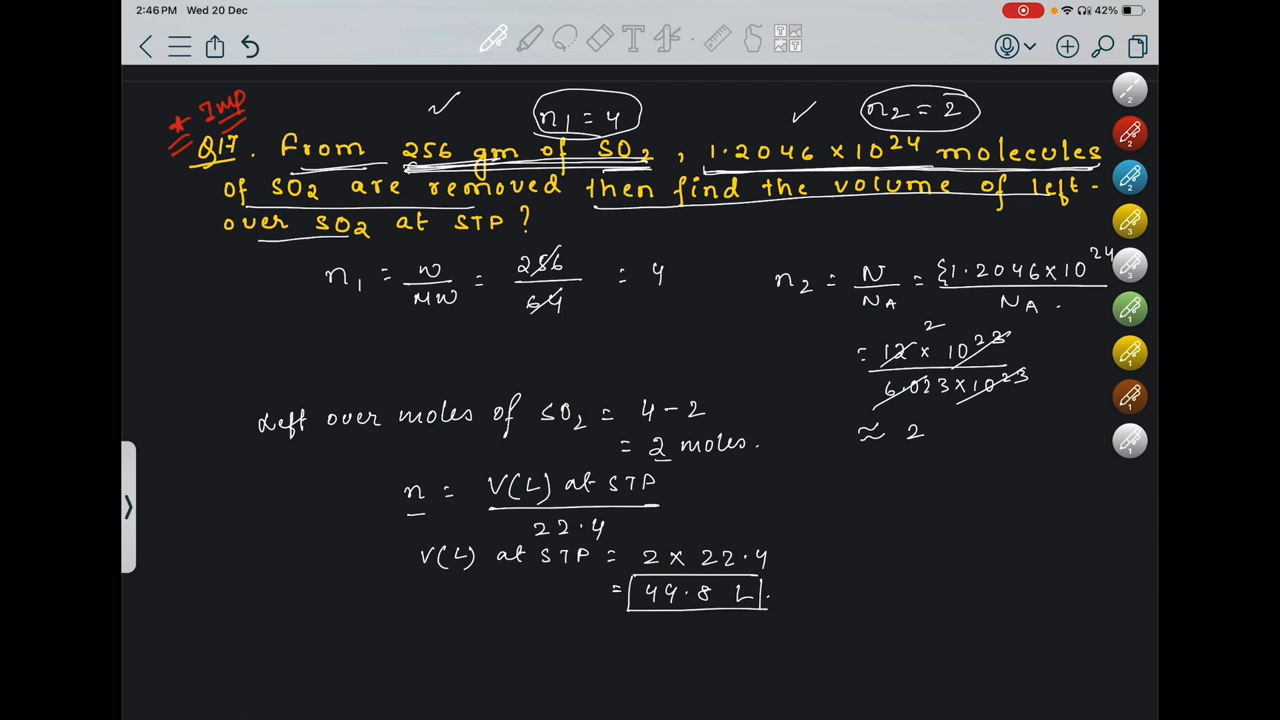 2:46 PM Wed 20 Dec
42%
* Imp
n1 = 4
n2 = 2
Q17. From 256 gm of SO2, 1.2046 × 10^24 molecules
of SO2 are removed then find the volume of left-
over SO2 at STP?
n1 = W/MW = 256/64 : 4
n2 = N/NA = {1.2046 × 10^24/NA.
= 12 2 × 10^23/6.023 × 10^23
≈ 2
Left over moles of SO2 = 4 - 2
= 2 moles.
n = V(L) at STP/22.4
V(L) at STP = 2 × 22.4
= 44.8 L.